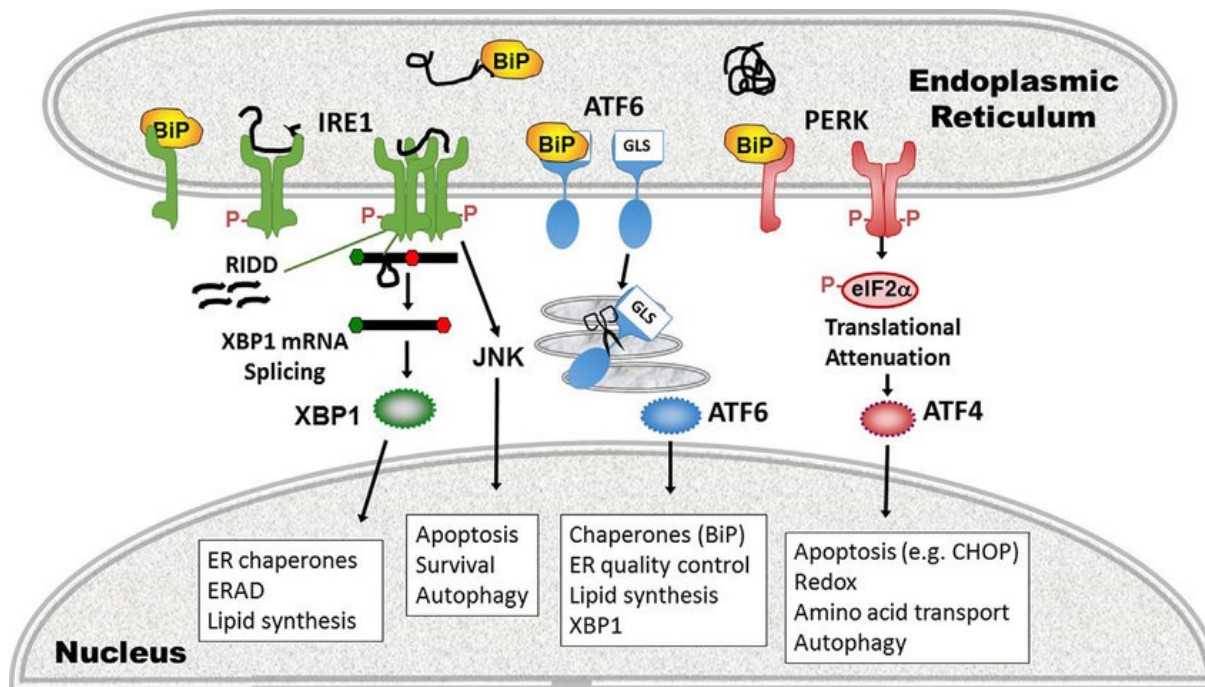 BiP
Endoplasmic
Reticulum
BiP
IRE1
ATF6
BiP
GLS
BiP
PERK
P-
P-
-P
P-
-P
RIDD
P-eIF2α
GLS
Translational
Attenuation
XBP1 mRNA
Splicing
JNK
XBP1
ATF6
ATF4
ER chaperones
ERAD
Lipid synthesis
Apoptosis
Survival
Autophagy
Chaperones (BiP)
ER quality control
Lipid synthesis
XBP1
Apoptosis (e.g. CHOP)
Redox
Amino acid transport
Autophagy
Nucleus